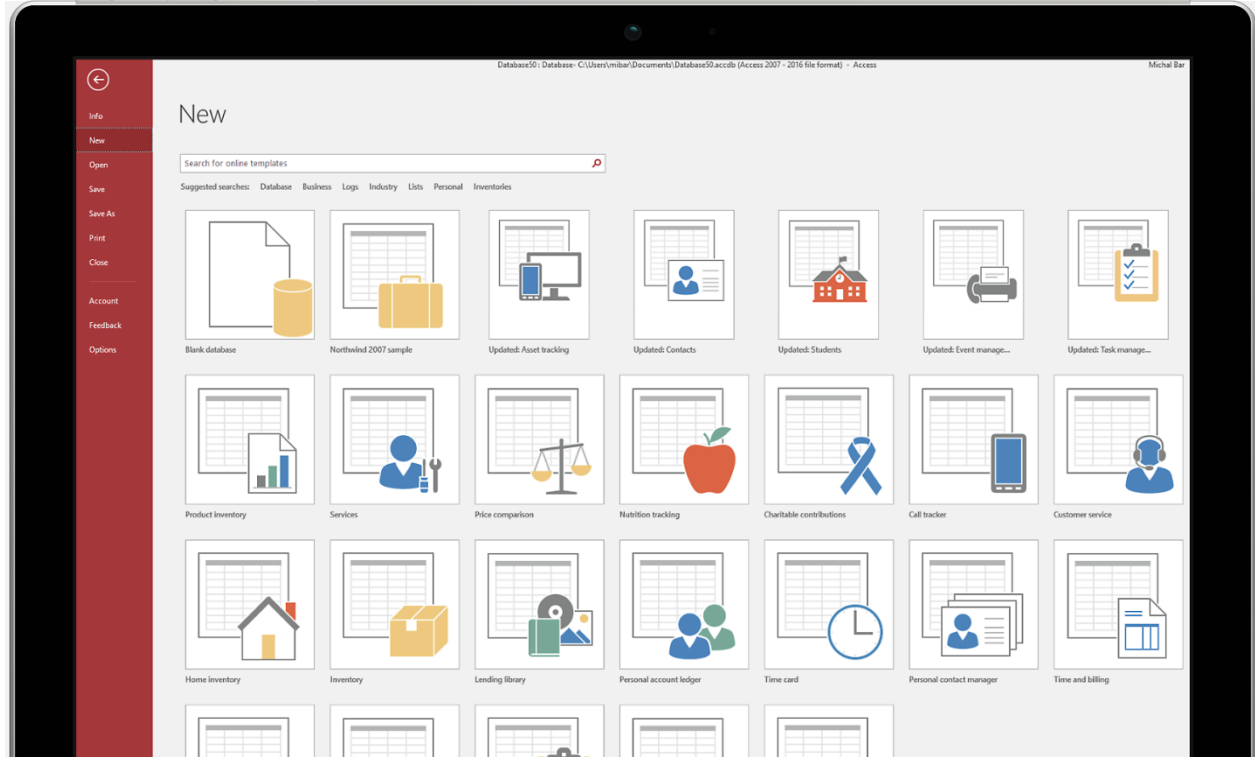 Database50 : Database- C:\Users\mibar\Documents\Database50.accdb (Access 2007 - 2016 file format) - Access
Michal Bar
Info
New
Open
Save
Save As
Print
Close
Account
Feedback
Options
New
Search for online templates
Suggested searches: Database Business Logs Industry Lists Personal Inventories
Blank database
Northwind 2007 sample
Updated: Asset tracking
Updated: Contacts
Updated: Students
Updated: Event manage...
Updated: Task manage...
Product inventory
Services
Price comparison
Nutrition tracking
Charitable contributions
Call tracker
Customer service
Home inventory
Inventory
Lending library
Personal account ledger
Time card
Personal contact manager
Time and billing